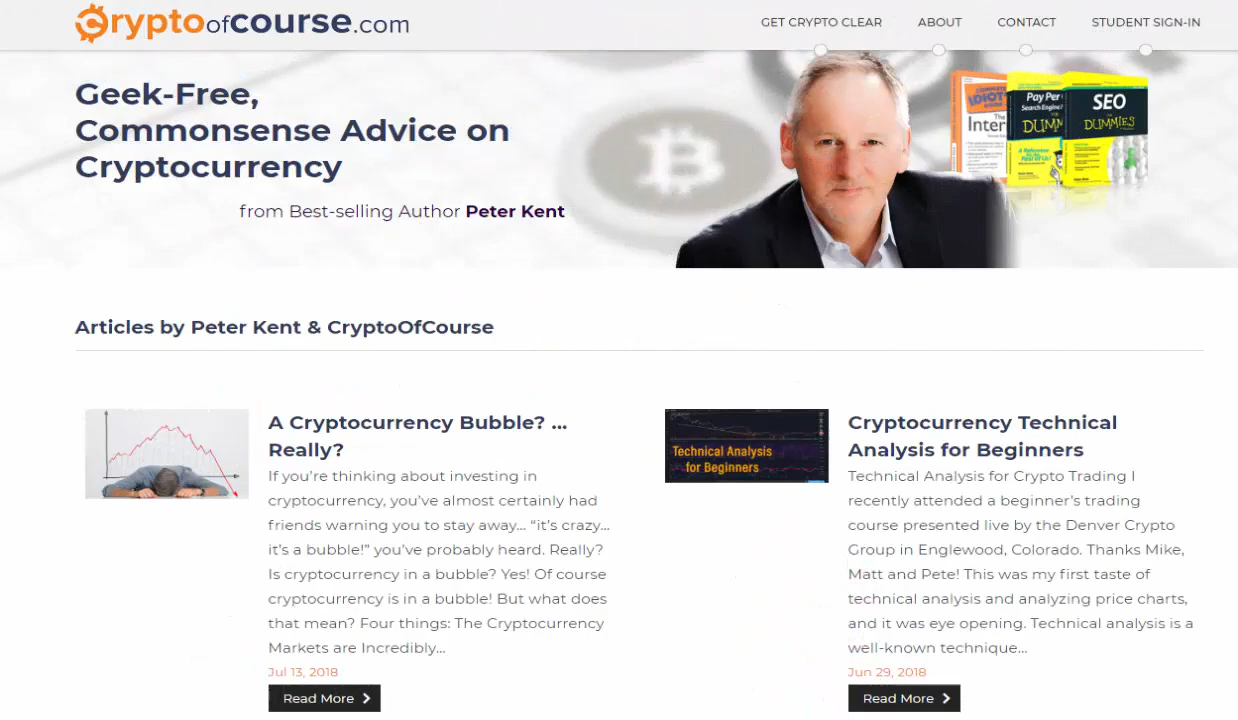 CryptoofCourse.com
GET CRYPTO CLEAR
ABOUT
CONTACT
STUDENT SIGN-IN
Geek-Free,
Commonsense Advice on
Cryptocurrency
from Best-selling Author Peter Kent
IDIOT
Inter
Pay Per
Search Engine
DUMM
SEO
FOR
DUMMIES
Articles by Peter Kent & CryptoOfCourse
A Cryptocurrency Bubble? ...
Really?
If you’re thinking about investing in
cryptocurrency, you’ve almost certainly had
friends warning you to stay away… “it’s crazy…
it’s a bubble!” you’ve probably heard. Really?
Is cryptocurrency in a bubble? Yes! Of course
cryptocurrency is in a bubble! But what does
that mean? Four things: The Cryptocurrency
Markets are Incredibly...
Jul 13, 2018
Read More
Technical Analysis
for Beginners
Cryptocurrency Technical
Analysis for Beginners
Technical Analysis for Crypto Trading I
recently attended a beginner’s trading
course presented live by the Denver Crypto
Group in Englewood, Colorado. Thanks Mike,
Matt and Pete! This was my first taste of
technical analysis and analyzing price charts,
and it was eye opening. Technical analysis is a
well-known technique...
Jun 29, 2018
Read More